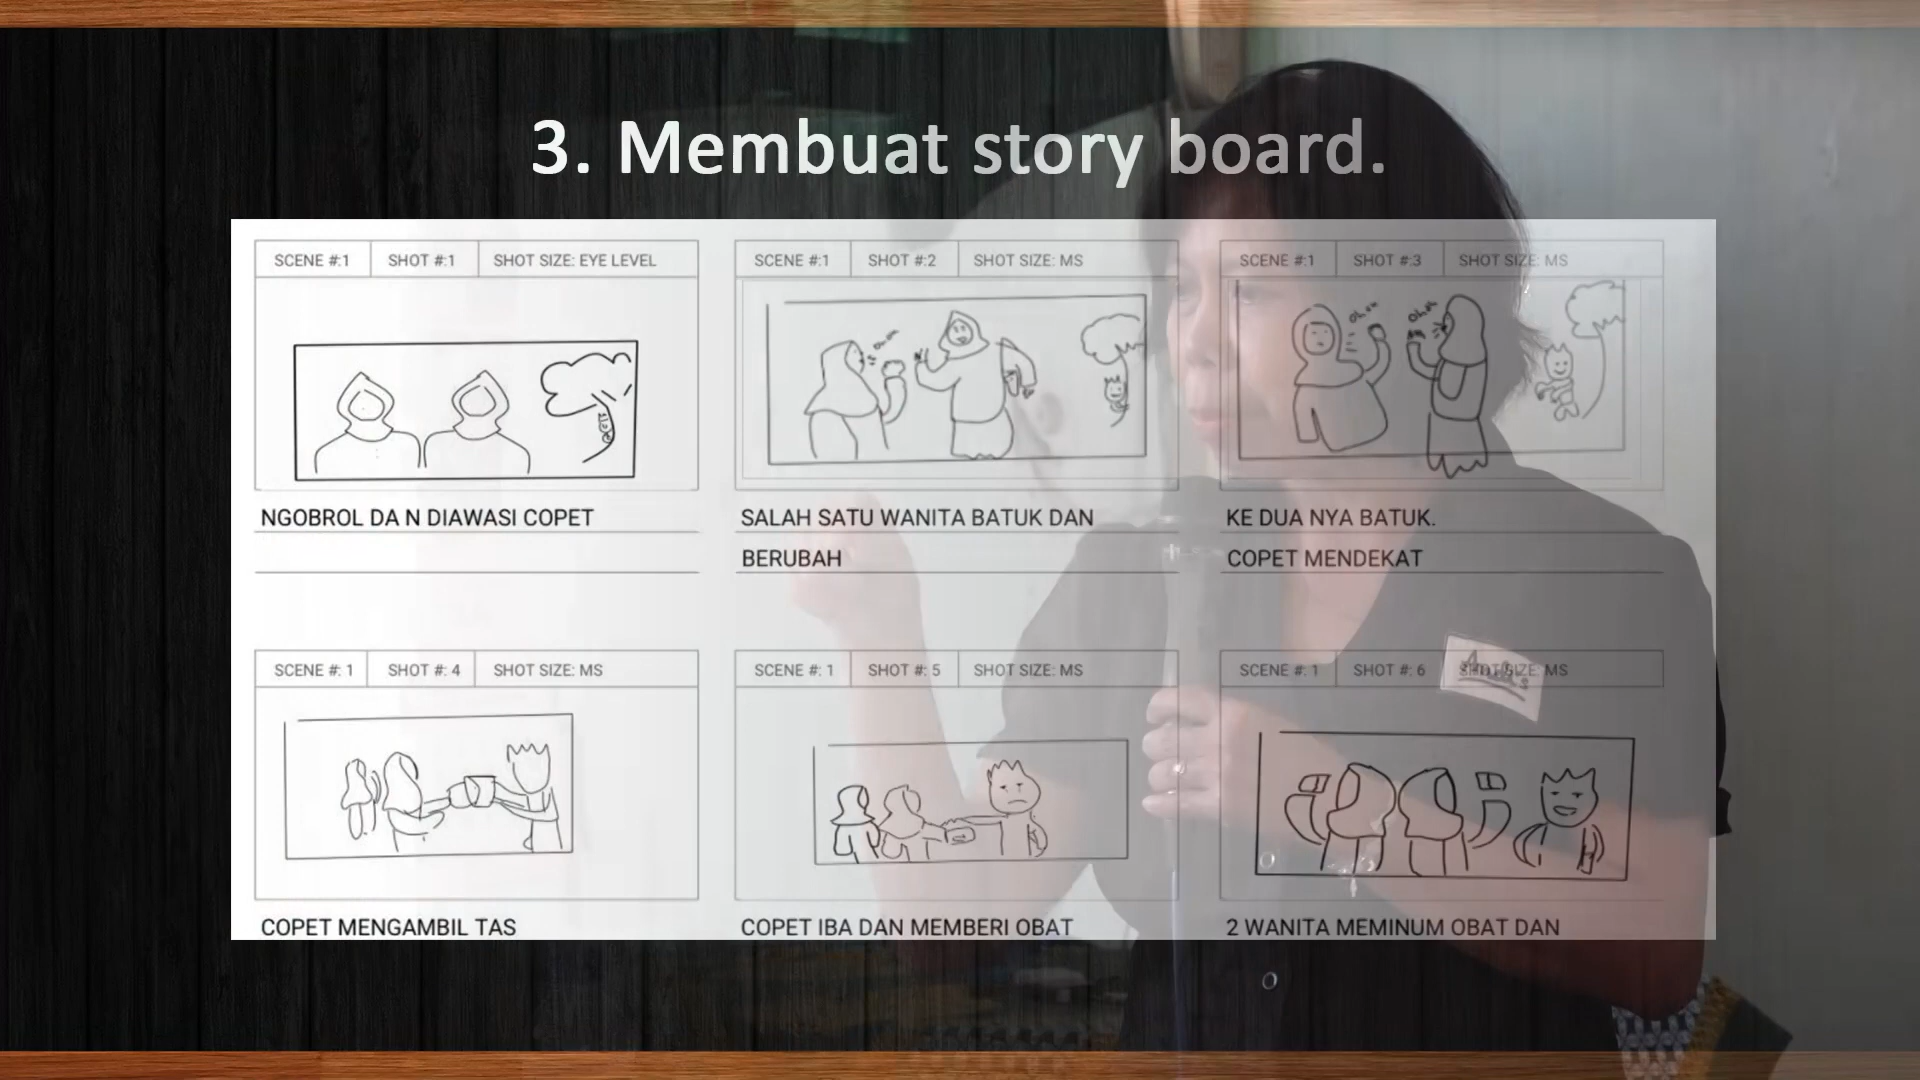 3. Membuat story board.
SCENE #:1 SHOT #:1 SHOT SIZE: EYE LEVEL
SCENE #:1 SHOT #:2 SHOT SIZE: MS
SCENE #:1 SHOT #:3 SHOT SIZE: MS
NGOBROL DA N DIAWASI COPET
SALAH SATU WANITA BATUK DAN
BERUBAH
KE DUA NYA BATUK.
COPET MENDEKAT
SCENE #: 1 SHOT #: 4 SHOT SIZE: MS
SCENE #: 1 SHOT #: 5 SHOT SIZE: MS
SCENE #: 1 SHOT #: 6 SHOT SIZE: MS
COPET MENGAMBIL TAS
COPET IBA DAN MEMBERI OBAT
2 WANITA MEMINUM OBAT DAN